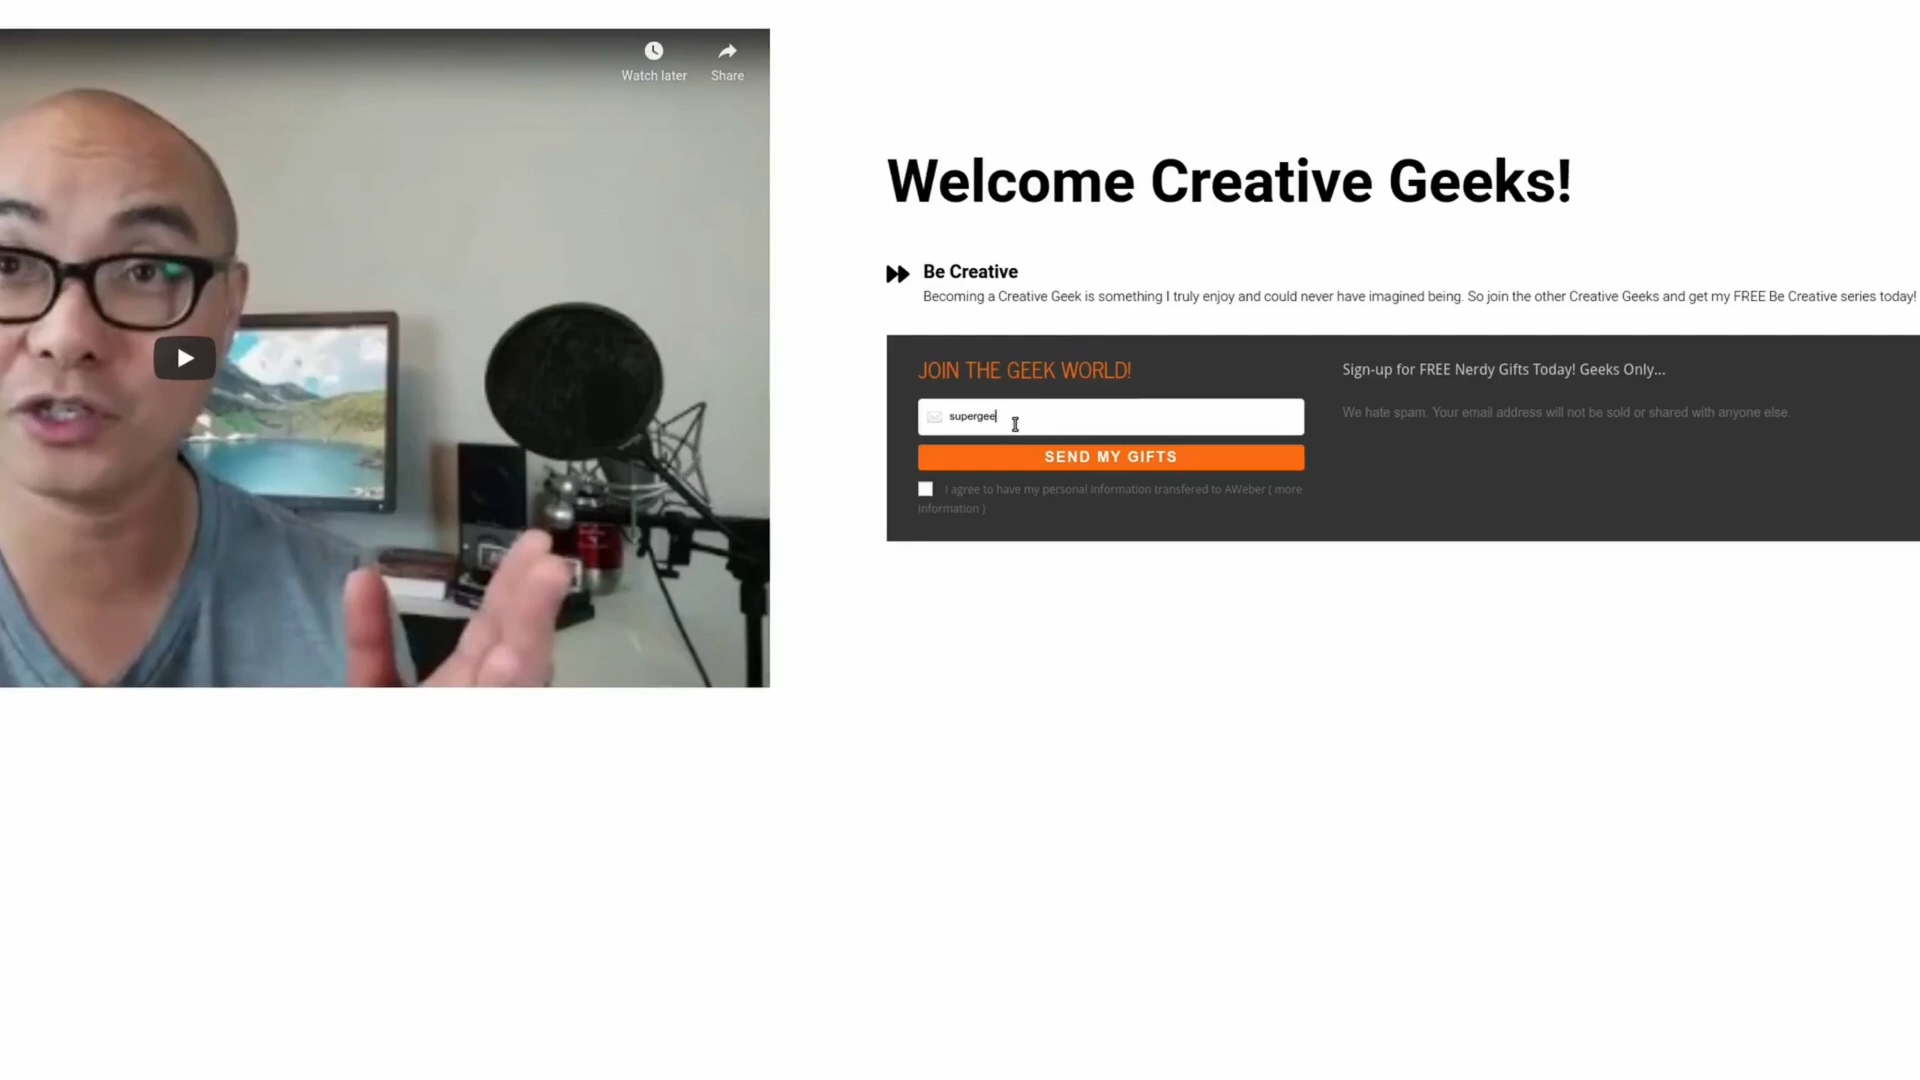 Watch later
Share
Welcome Creative Geeks!
Be Creative
Becoming a Creative Geek is something I truly enjoy and could never have imagined being. So join the other Creative Geeks and get my FREE Be Creative series today!
JOIN THE GEEK WORLD!
supergee
SEND MY GIFTS
I agree to have my personal information transfered to AWeber ( more
information )
Sign-up for FREE Nerdy Gifts Today! Geeks Only...
We hate spam. Your email address will not be sold or shared with anyone else.